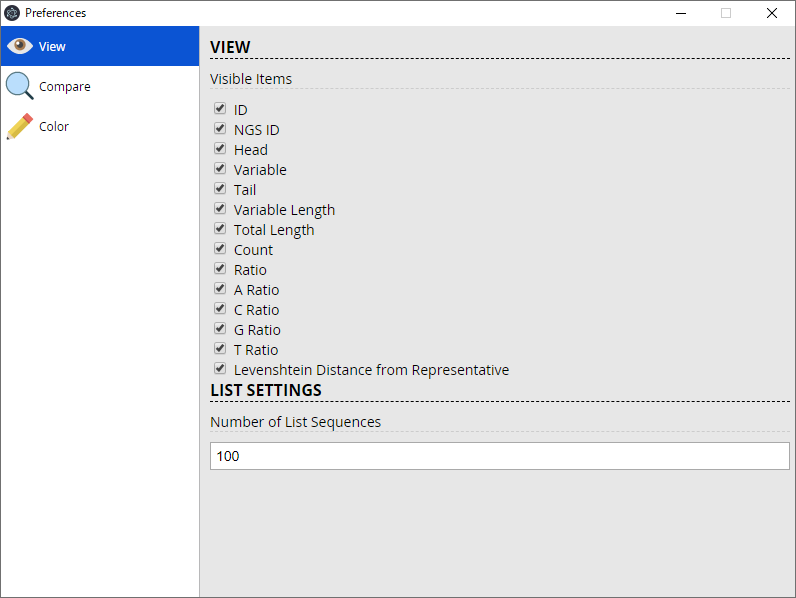 Preferences
View
Compare
Color
VIEW
Visible Items
ID
NGS ID
Head
Variable
Tail
Variable Length
Total Length
Count
Ratio
A Ratio
C Ratio
G Ratio
T Ratio
Levenshtein Distance from Representative
LIST SETTINGS
Number of List Sequences
100